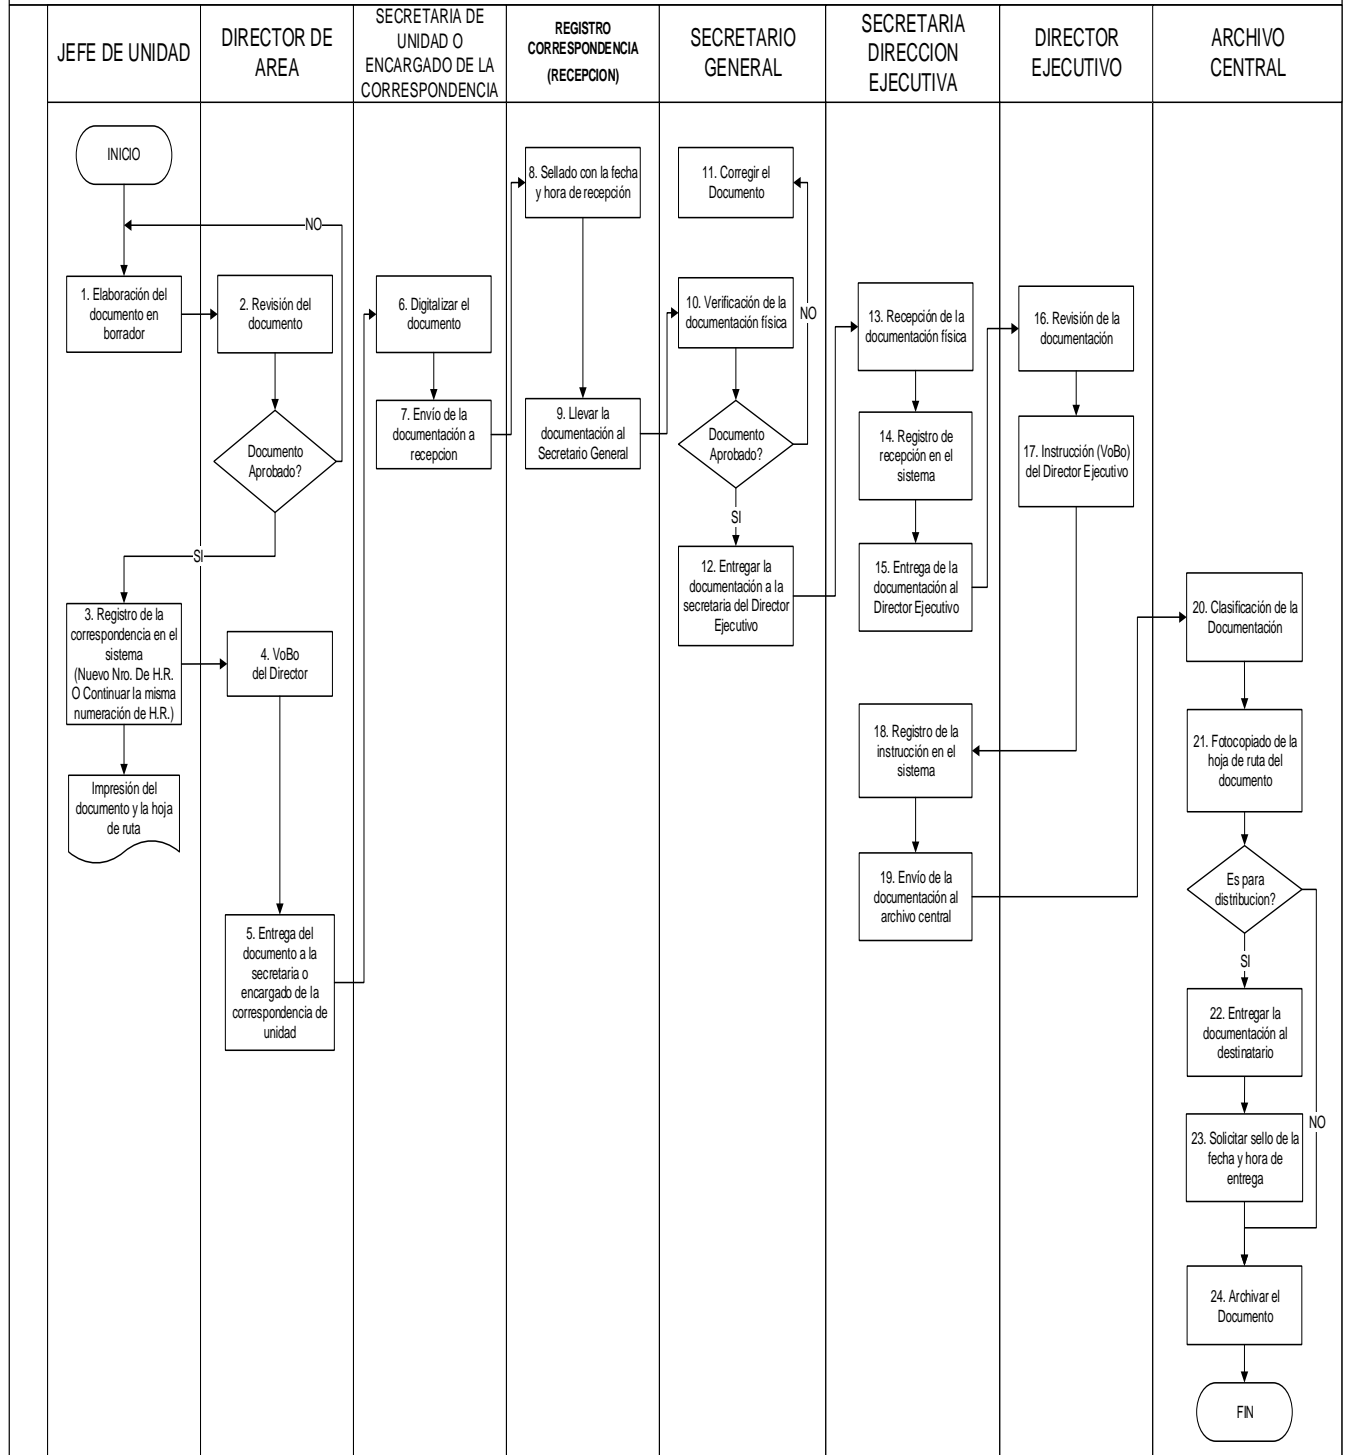 JEFE DE UNIDAD
DIRECTOR DE
AREA
SECRETARIA DE
UNIDAD O
ENCARGADO DE LA
CORRESPONDENCIA
REGISTRO
CORRESPONDENCIA
(RECEPCION)
SECRETARIO
GENERAL
SECRETARIA
DIRECCION
EJECUTIVA
DIRECTOR
EJECUTIVO
ARCHIVO
CENTRAL
INICIO
NO
1. Elaboración del
documento en
borrador
2. Revisión del
documento
Documento
Aprobado?
SI
3. Registro de la
correspondencia en el
sistema
(Nuevo Nro. De H.R.
O Continuar la misma
numeración de H.R.)
Impresión del
documento y la hoja
de ruta
4. VoBo
del Director
5. Entrega del
documento a la
secretaria o
encargado de la
correspondencia de
unidad
6. Digitalizar el
documento
7. Envío de la
documentación a
recepcion
8. Sellado con la fecha
y hora de recepción
9. Llevar la
documentación al
Secretario General
10. Verificación de la
documentación física
Documento
Aprobado?
NO
11. Corregir el
Documento
SI
12. Entregar la
documentación a la
secretaria del Director
Ejecutivo
13. Recepción de la
documentación física
14. Registro de
recepción en el
sistema
15. Entrega de la
documentación al
Director Ejecutivo
16. Revisión de la
documentación
17. Instrucción (VoBo)
del Director Ejecutivo
18. Registro de la
instrucción en el
sistema
19. Envío de la
documentación al
archivo central
20. Clasificación de la
Documentación
21. Fotocopiado de la
hoja de ruta del
documento
Es para
distribucion?
SI
22. Entregar la
documentación al
destinatario
NO
23. Solicitar sello de la
fecha y hora de
entrega
24. Archivar el
Documento
FIN